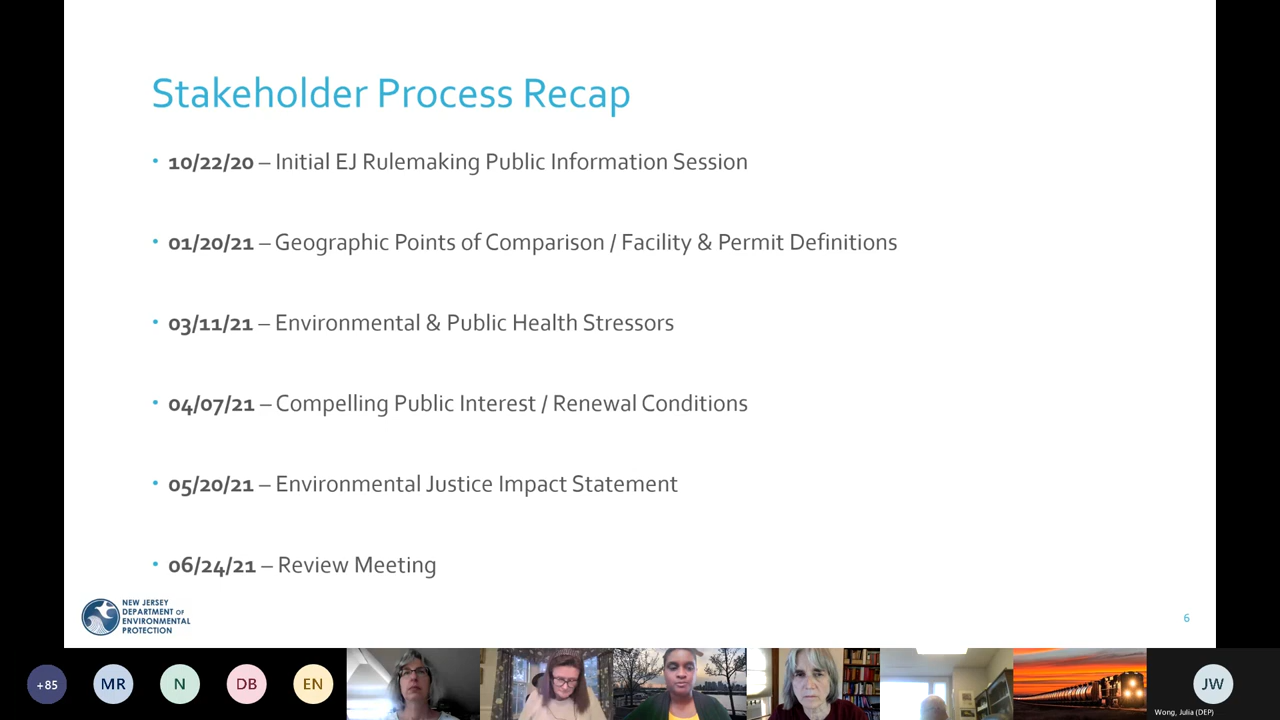 Stakeholder Process Recap
• 10/22/20 – Initial EJ Rulemaking Public Information Session
• 01/20/21 – Geographic Points of Comparison / Facility & Permit Definitions
• 03/11/21 – Environmental & Public Health Stressors
• 04/07/21 – Compelling Public Interest / Renewal Conditions
• 05/20/21 – Environmental Justice Impact Statement
• 06/24/21 – Review Meeting
NEW JERSEY
DEPARTMENT OF
ENVIRONMENTAL
PROTECTION
6
+85
MR
N
DB
EN
JW
Wong, Julia (DEP)